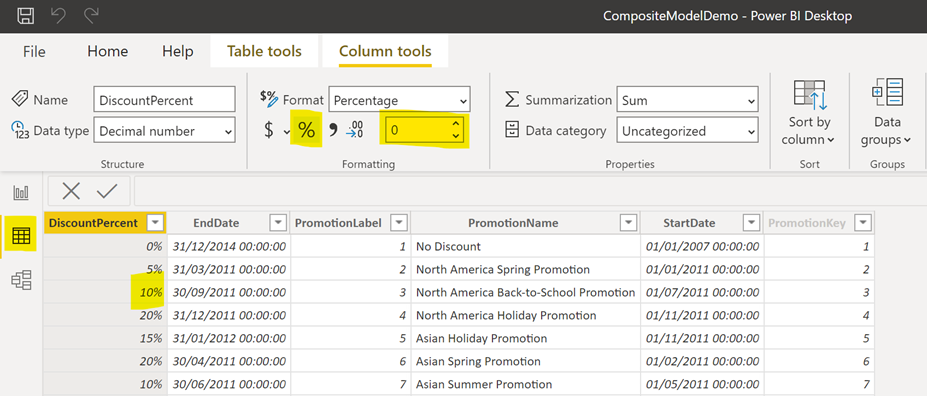 CompositeModelDemo - Power BI Desktop
File Home Help Table tools Column tools
Name DiscountPercent
$% Format Percentage
Summarization Sum
Sort by column
Data groups
123 Data type Decimal number
$ % , .00 →0 0
Data category Uncategorized
Structure Formatting Properties Sort Groups
DiscountPercent EndDate PromotionLabel PromotionName StartDate PromotionKey
0% 31/12/2014 00:00:00 1 No Discount 01/01/2007 00:00:00 1
5% 31/03/2011 00:00:00 2 North America Spring Promotion 01/01/2011 00:00:00 2
10% 30/09/2011 00:00:00 3 North America Back-to-School Promotion 01/07/2011 00:00:00 3
20% 31/12/2011 00:00:00 4 North America Holiday Promotion 01/11/2011 00:00:00 4
15% 31/01/2012 00:00:00 5 Asian Holiday Promotion 01/11/2011 00:00:00 5
20% 30/04/2011 00:00:00 6 Asian Spring Promotion 01/02/2011 00:00:00 6
10% 30/06/2011 00:00:00 7 Asian Summer Promotion 01/05/2011 00:00:00 7